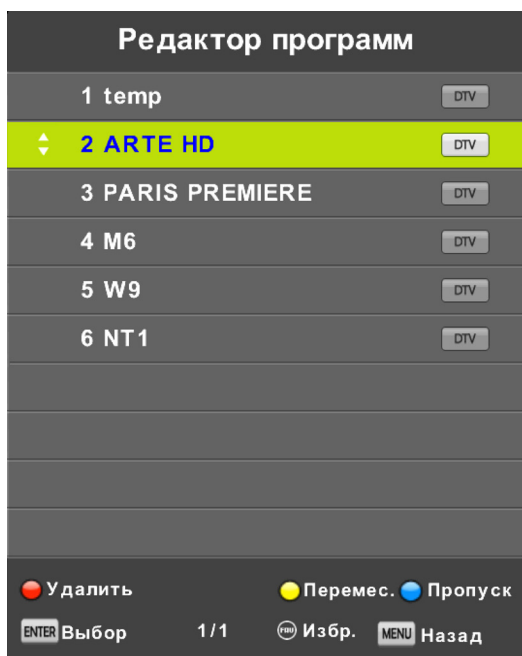 Редактор программ
1 temp DTV
2 ARTE HD DTV
3 PARIS PREMIERE DTV
4 M6 DTV
5 W9 DTV
6 NT1 DTV
Удалить Перемес. Пропуск
ENTER Выбор 1/1 FAV Избр. MENU Назад